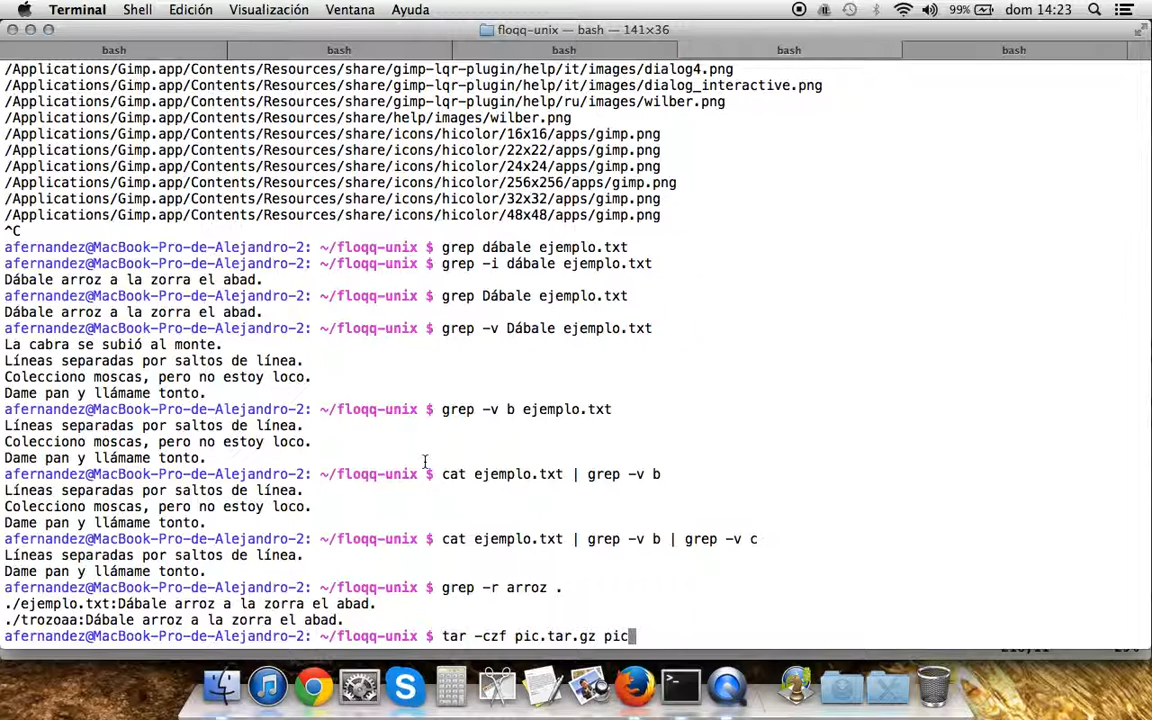 Terminal Shell Edición Visualización Ventana Ayuda 99% dom 14:23
floqq-unix — bash — 141×36
bash bash bash bash bash
/Applications/Gimp.app/Contents/Resources/share/gimp-lqr-plugin/help/it/images/dialog4.png
/Applications/Gimp.app/Contents/Resources/share/gimp-lqr-plugin/help/it/images/dialog_interactive.png
/Applications/Gimp.app/Contents/Resources/share/gimp-lqr-plugin/help/ru/images/wilber.png
/Applications/Gimp.app/Contents/Resources/share/help/images/wilber.png
/Applications/Gimp.app/Contents/Resources/share/icons/hicolor/16x16/apps/gimp.png
/Applications/Gimp.app/Contents/Resources/share/icons/hicolor/22x22/apps/gimp.png
/Applications/Gimp.app/Contents/Resources/share/icons/hicolor/24x24/apps/gimp.png
/Applications/Gimp.app/Contents/Resources/share/icons/hicolor/256x256/apps/gimp.png
/Applications/Gimp.app/Contents/Resources/share/icons/hicolor/32x32/apps/gimp.png
/Applications/Gimp.app/Contents/Resources/share/icons/hicolor/48x48/apps/gimp.png
^C
afernandez@MacBook-Pro-de-Alejandro-2: ~/floqq-unix $ grep dábale ejemplo.txt
afernandez@MacBook-Pro-de-Alejandro-2: ~/floqq-unix $ grep -i dábale ejemplo.txt
Dábale arroz a la zorra el abad.
afernandez@MacBook-Pro-de-Alejandro-2: ~/floqq-unix $ grep Dábale ejemplo.txt
Dábale arroz a la zorra el abad.
afernandez@MacBook-Pro-de-Alejandro-2: ~/floqq-unix $ grep -v Dábale ejemplo.txt
La cabra se subió al monte.
Líneas separadas por saltos de línea.
Colecciono moscas, pero no estoy loco.
Dame pan y llámame tonto.
afernandez@MacBook-Pro-de-Alejandro-2: ~/floqq-unix $ grep -v b ejemplo.txt
Líneas separadas por saltos de línea.
Colecciono moscas, pero no estoy loco.
Dame pan y llámame tonto.
afernandez@MacBook-Pro-de-Alejandro-2: ~/floqq-unix $ cat ejemplo.txt | grep -v b
Líneas separadas por saltos de línea.
Colecciono moscas, pero no estoy loco.
Dame pan y llámame tonto.
afernandez@MacBook-Pro-de-Alejandro-2: ~/floqq-unix $ cat ejemplo.txt | grep -v b | grep -v c
Líneas separadas por saltos de línea.
Dame pan y llámame tonto.
afernandez@MacBook-Pro-de-Alejandro-2: ~/floqq-unix $ grep -r arroz .
./ejemplo.txt:Dábale arroz a la zorra el abad.
./trozoaa:Dábale arroz a la zorra el abad.
afernandez@MacBook-Pro-de-Alejandro-2: ~/floqq-unix $ tar -czf pic.tar.gz pic